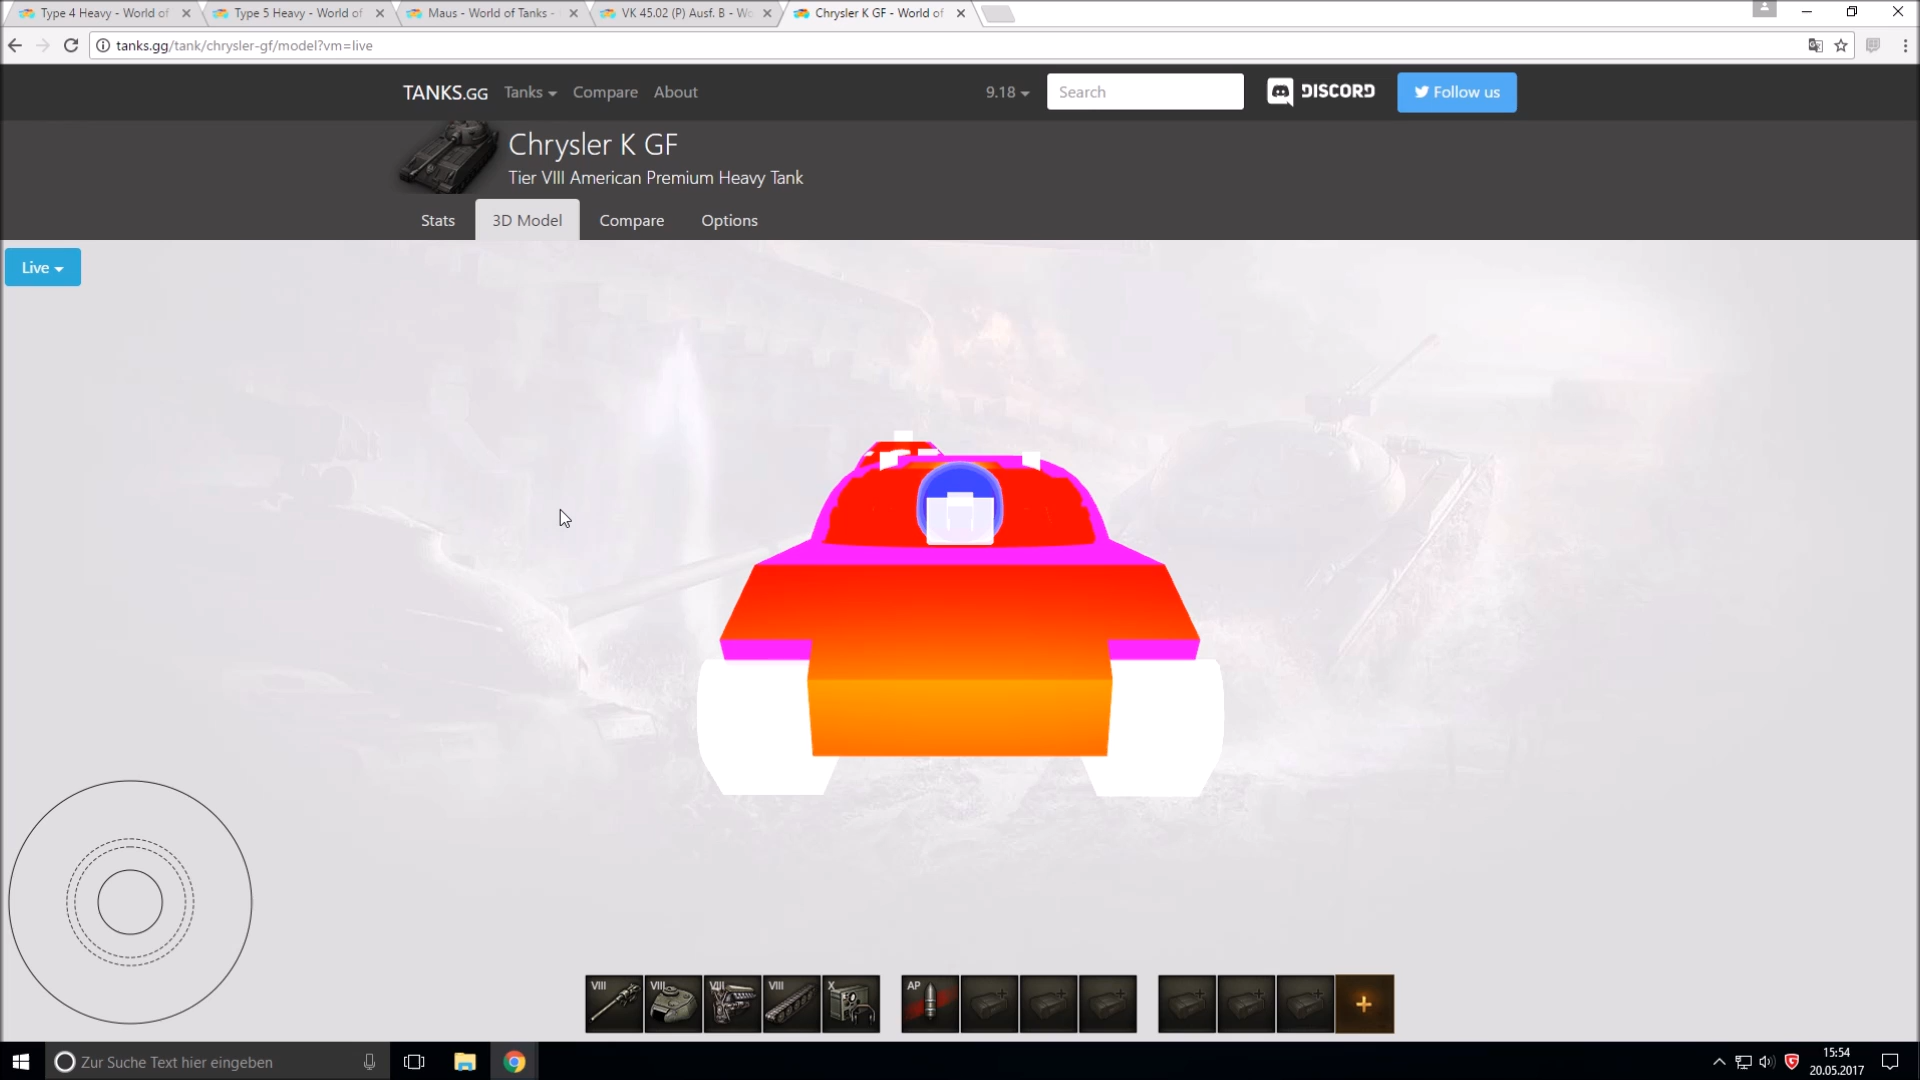 Type 4 Heavy - World of
Type 5 Heavy - World of
Maus - World of Tanks -
VK 45.02 (P) Ausf. B - Wo
Chrysler K GF - World of
tanks.gg/tank/chrysler-gf/model?vm=live
TANKS.GG
Tanks
Compare
About
9.18
Search
DISCORD
Follow us
Chrysler K GF
Tier VIII American Premium Heavy Tank
Stats
3D Model
Compare
Options
Live
VIII
VIII
VIII
VIII
X
AP
Zur Suche Text hier eingeben
15:54
20.05.2017